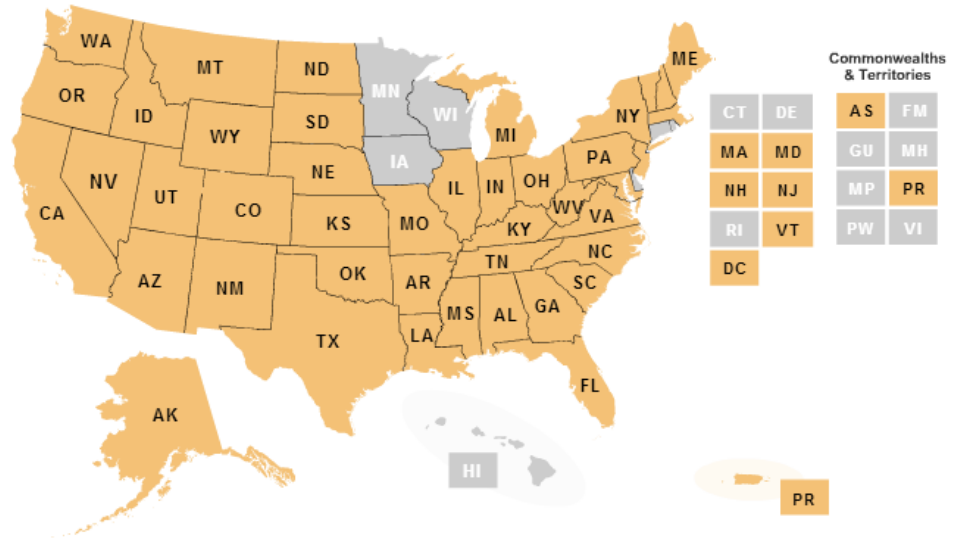 WA
MT
ND
MN
ME
OR
ID
SD
WI
MI
NY
WY
IA
NE
PA
NV
UT
CO
IL
IN
OH
CA
KS
MO
WV
VA
KY
AZ
NM
OK
AR
TN
NC
SC
TX
LA
MS
AL
GA
FL
AK
HI
PR
CT DE
MA MD
NH NJ
RI VT
DC
Commonwealths
& Territories
AS FM
GU MH
MP PR
PW VI